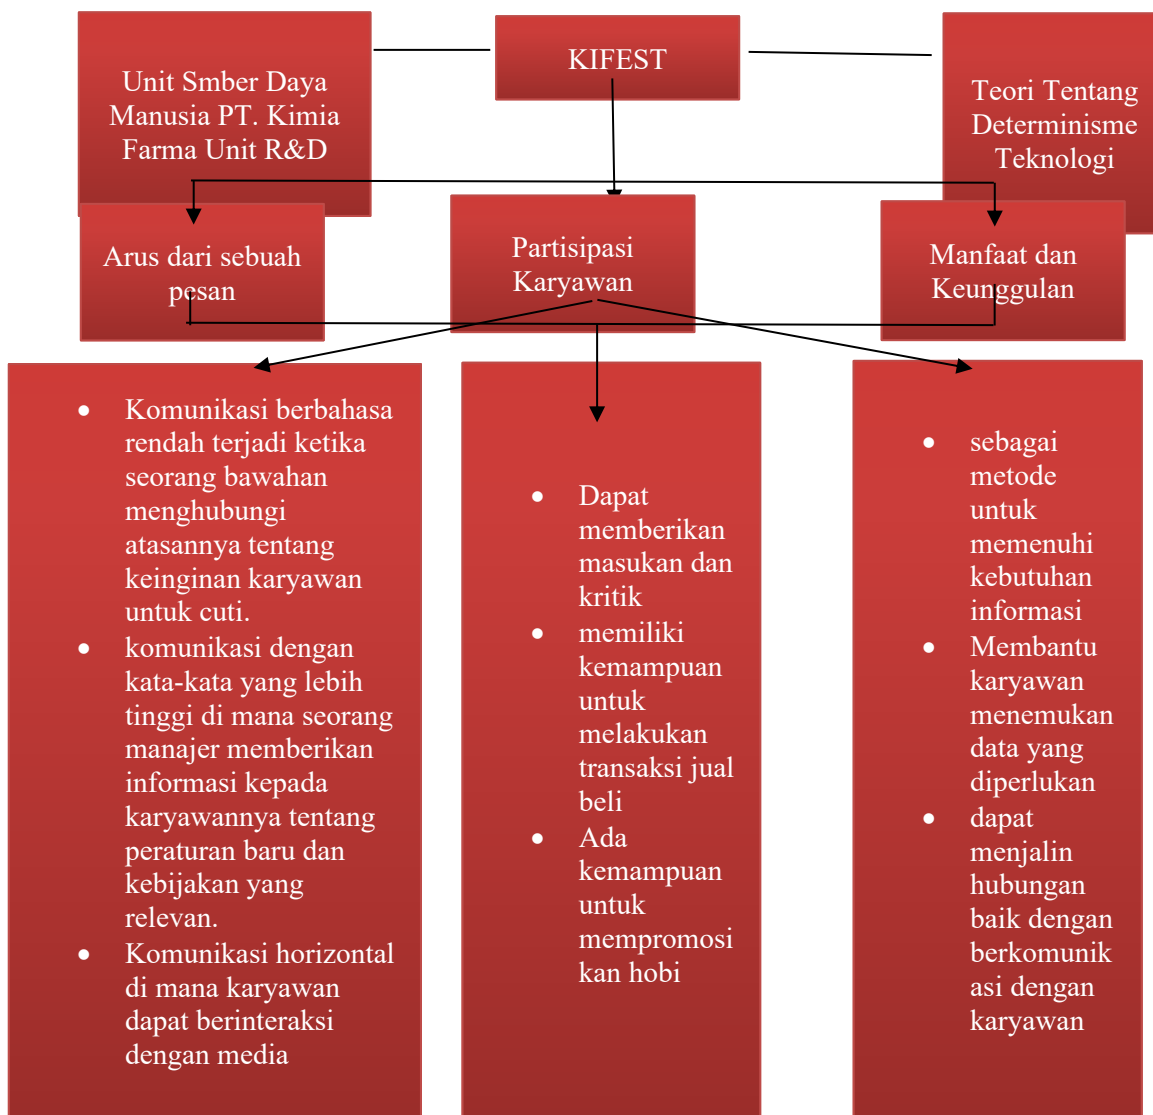 Unit Smber Daya
Manusia PT. Kimia
Farma Unit R&D
KIFEST
Teori Tentang
Determinisme
Teknologi
Arus dari sebuah
pesan
Partisipasi
Karyawan
Manfaat dan
Keunggulan
• Komunikasi berbahasa
rendah terjadi ketika
seorang bawahan
menghubungi
atasannya tentang
keinginan karyawan
untuk cuti.
• komunikasi dengan
kata-kata yang lebih
tinggi di mana seorang
manajer memberikan
informasi kepada
karyawannya tentang
peraturan baru dan
kebijakan yang
relevan.
• Komunikasi horizontal
di mana karyawan
dapat berinteraksi
dengan media
• Dapat
memberikan
masukan dan
kritik
• memiliki
kemampuan
untuk
melakukan
transaksi jual
beli
• Ada
kemampuan
untuk
mempromosi
kan hobi
• sebagai
metode
untuk
memenuhi
kebutuhan
informasi
• Membantu
karyawan
menemukan
data yang
diperlukan
• dapat
menjalin
hubungan
baik dengan
berkomunik
asi dengan
karyawan